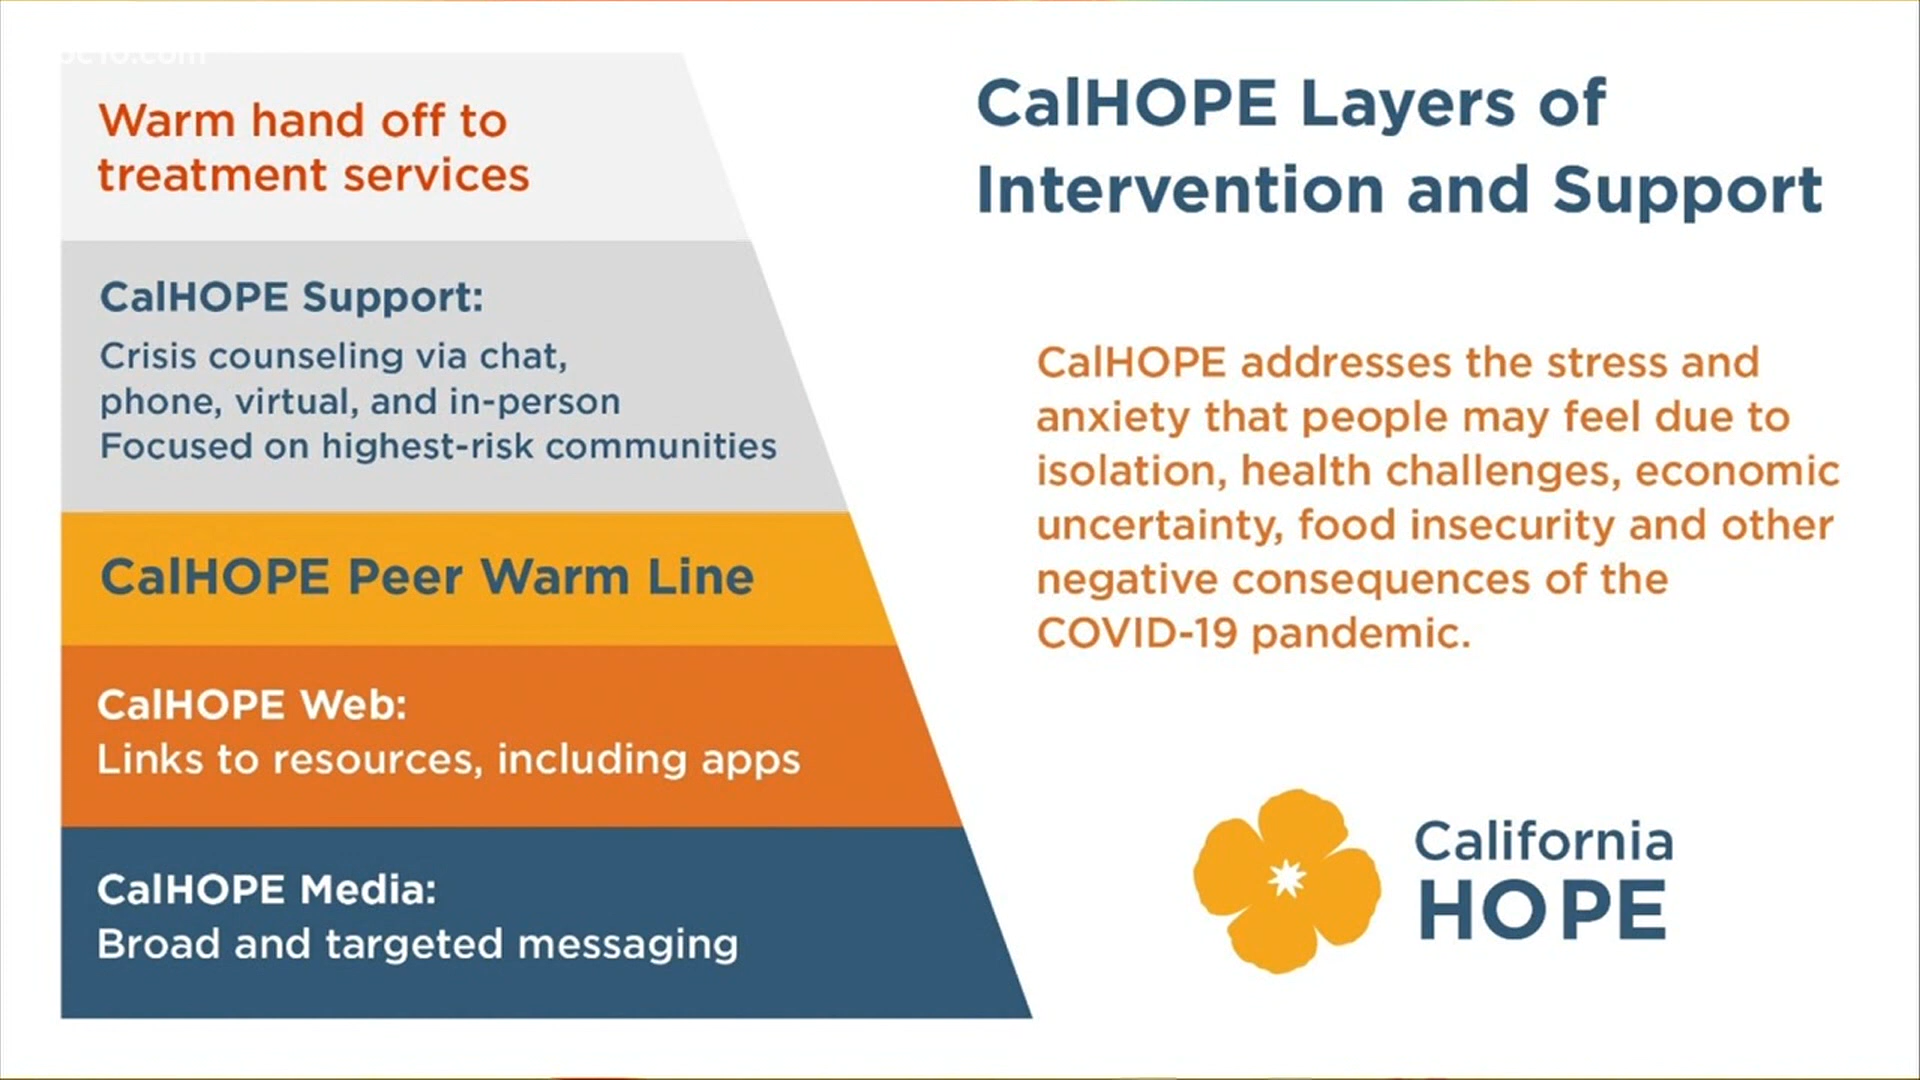 CalHOPE Layers of
Intervention and Support
Warm hand off to
treatment services
CalHOPE Support:
Crisis counseling via chat,
phone, virtual, and in-person
Focused on highest-risk communities
CalHOPE Peer Warm Line
CalHOPE Web:
Links to resources, including apps
CalHOPE Media:
Broad and targeted messaging
CalHOPE addresses the stress and
anxiety that people may feel due to
isolation, health challenges, economic
uncertainty, food insecurity and other
negative consequences of the
COVID-19 pandemic.
California
HOPE